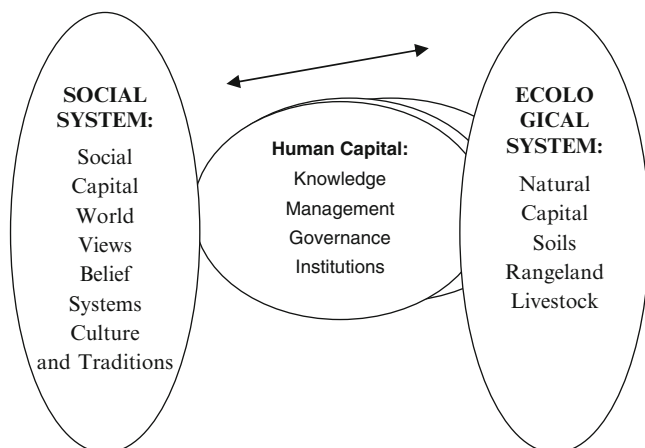 SOCIAL
SYSTEM:
Social
Capital
World
Views
Belief
Systems
Culture
and Traditions
Human Capital:
Knowledge
Management
Governance
Institutions
ECOLO
GICAL
SYSTEM:
Natural
Capital
Soils
Rangeland
Livestock